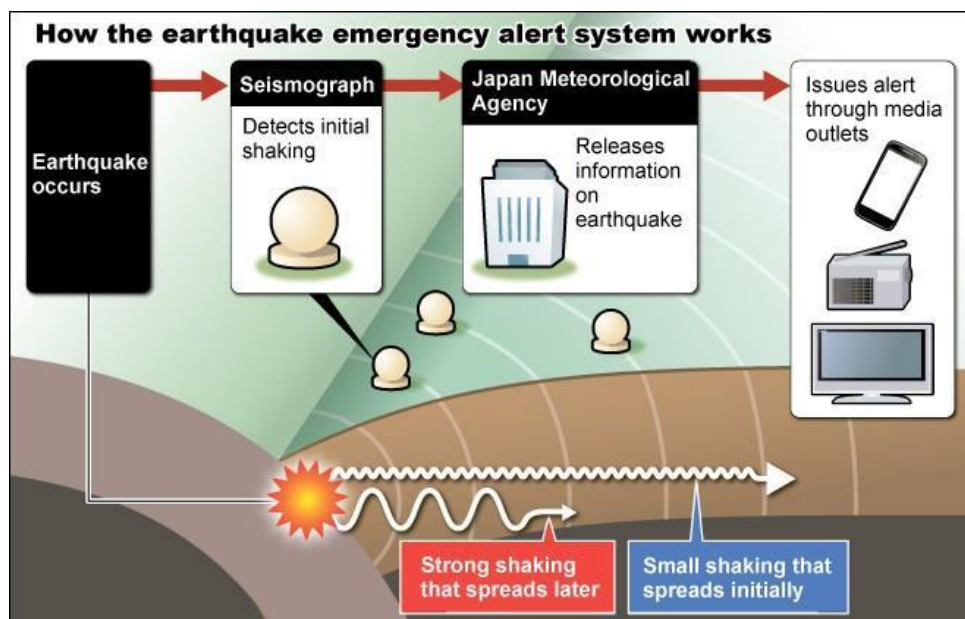 How the earthquake emergency alert system works
Earthquake
occurs
Seismograph
Detects initial
shaking
Japan Meteorological
Agency
Releases
information
on
earthquake
Issues alert
through media
outlets
Strong shaking
that spreads later
Small shaking that
spreads initially